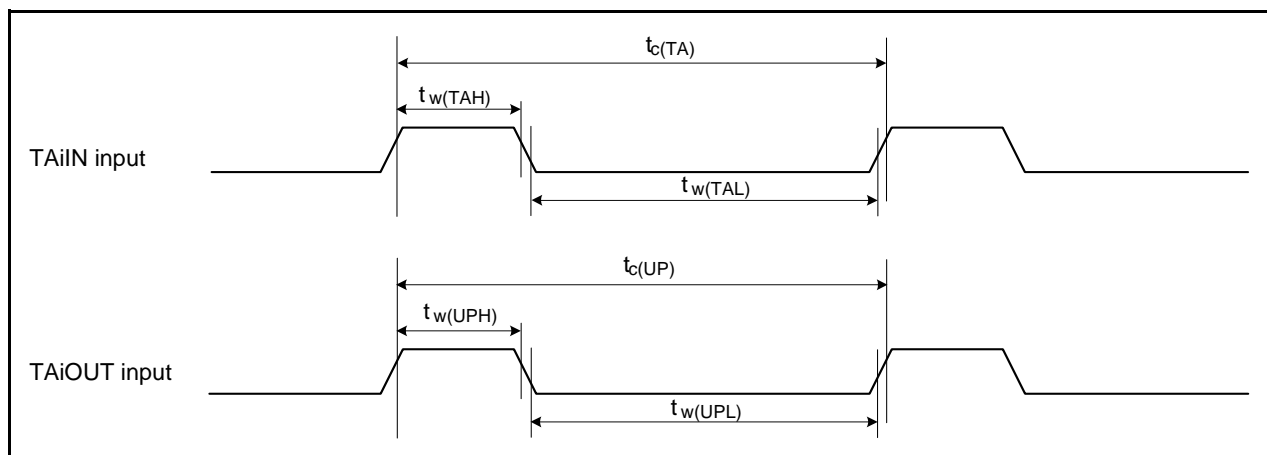 tc(TA)
tw(TAH)
TAiIN input
tw(TAL)
tc(UP)
tw(UPH)
TAiOUT input
tw(UPL)